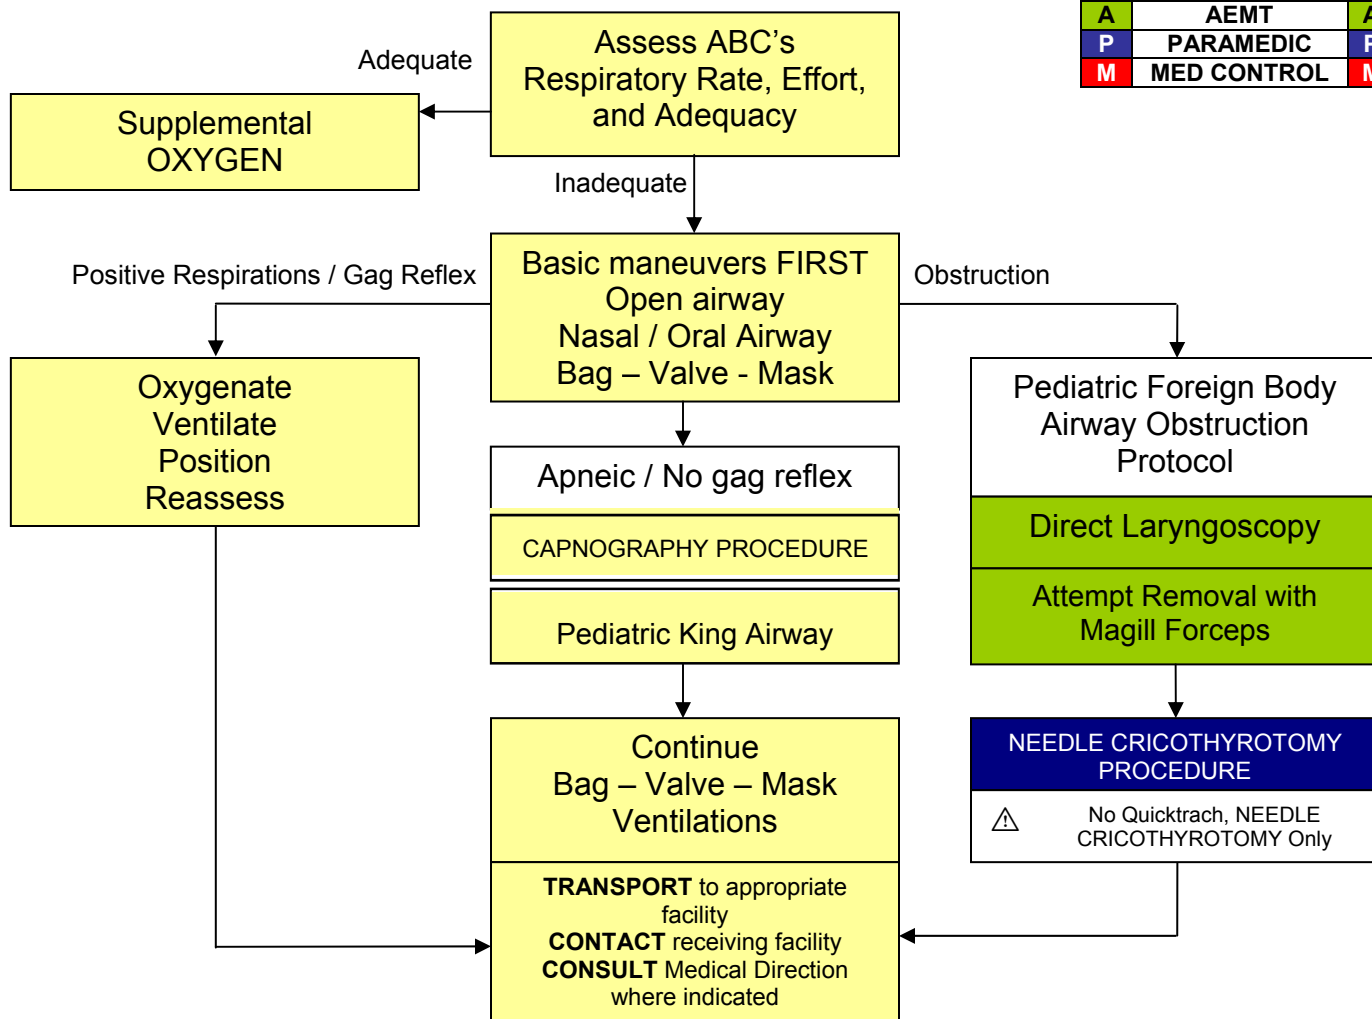 A AEMT A
P PARAMEDIC P
M MED CONTROL M
Assess ABC’s
Respiratory Rate, Effort,
and Adequacy
Adequate
Supplemental
OXYGEN
Inadequate
Basic maneuvers FIRST
Open airway
Nasal / Oral Airway
Bag – Valve - Mask
Positive Respirations / Gag Reflex
Obstruction
Oxygenate
Ventilate
Position
Reassess
Apneic / No gag reflex
CAPNOGRAPHY PROCEDURE
Pediatric King Airway
Pediatric Foreign Body
Airway Obstruction
Protocol
Direct Laryngoscopy
Attempt Removal with
Magill Forceps
NEEDLE CRICOTHYROTOMY
PROCEDURE
No Quicktrach, NEEDLE
CRICOTHYROTOMY Only
Continue
Bag – Valve – Mask
Ventilations
TRANSPORT to appropriate
facility
CONTACT receiving facility
CONSULT Medical Direction
where indicated